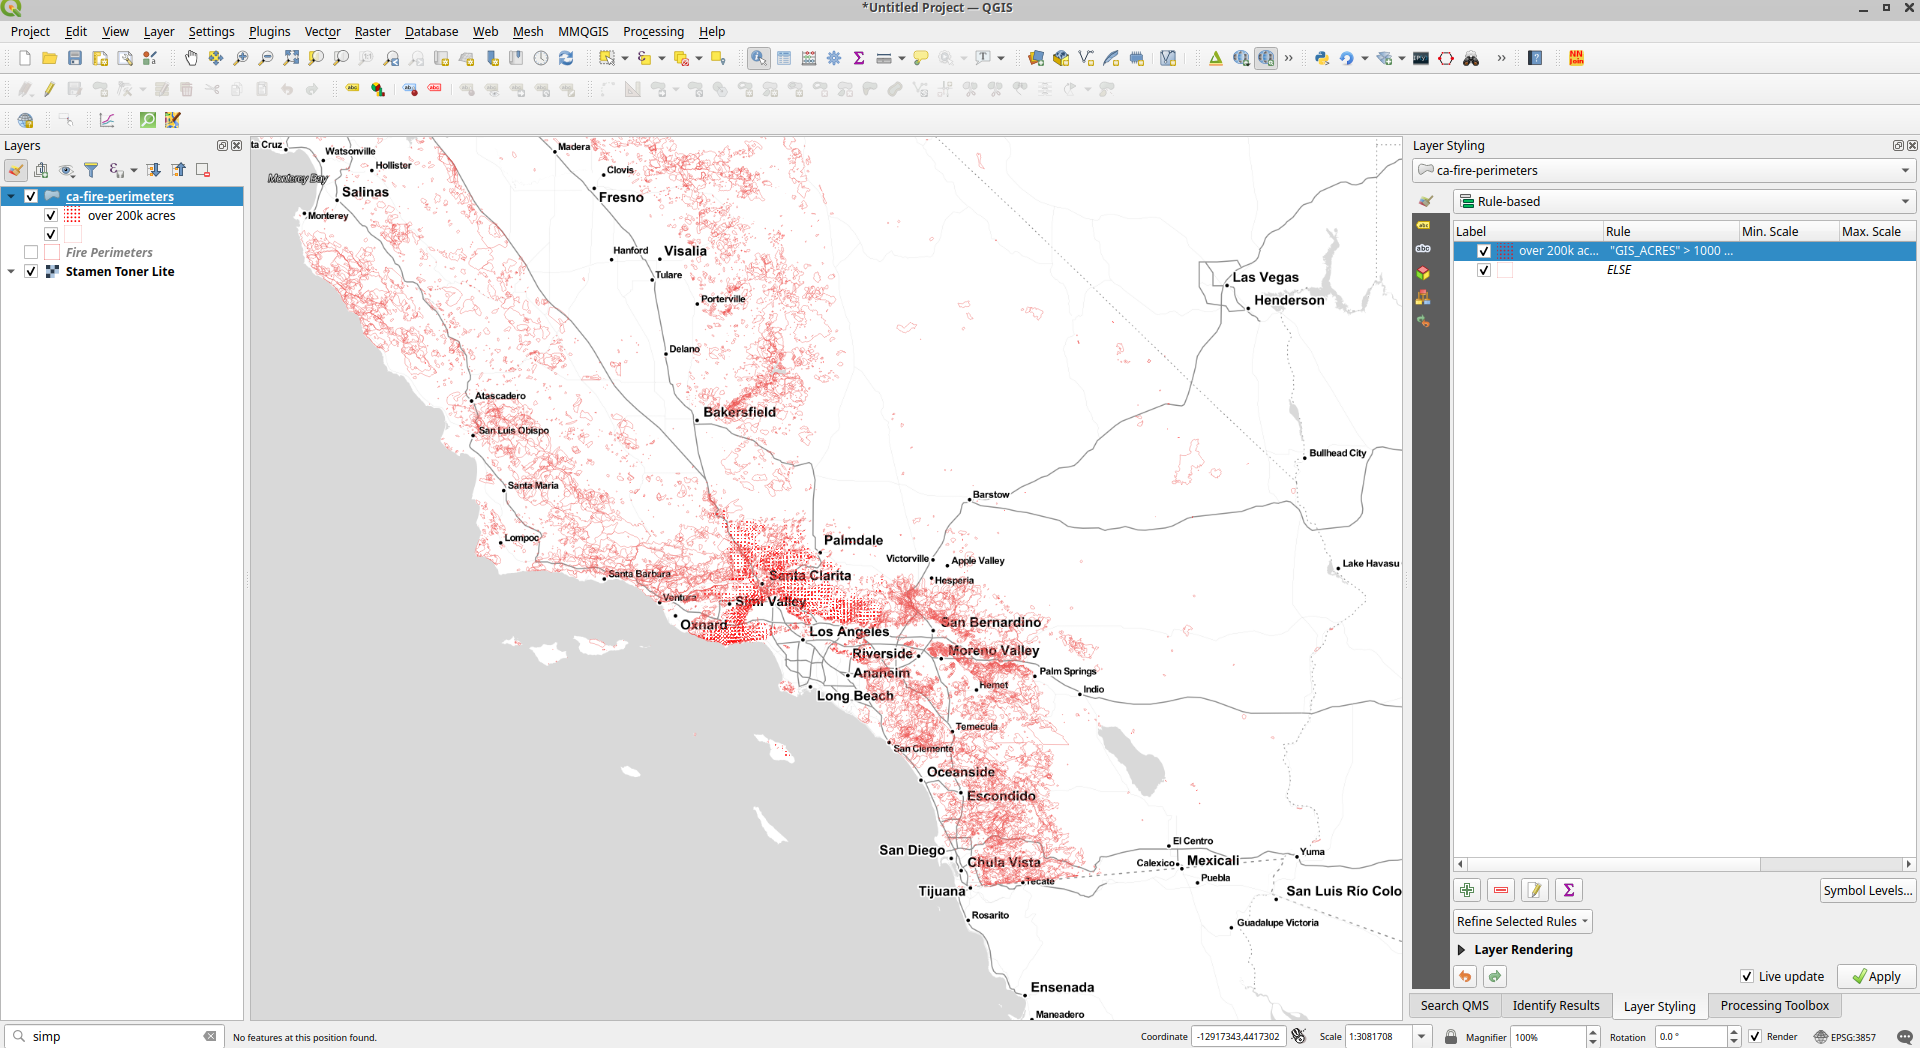 *Untitled Project — QGIS
Project Edit View Layer Settings Plugins Vector Raster Database Web Mesh MMQGIS Processing Help
Layers
ca-fire-perimeters
over 200k acres
Fire Perimeters
Stamen Toner Lite
ta Cruz
Watsonville
Hollister
Monterey Bay
Salinas
Monterey
Madera
Clovis
Fresno
Hanford
Visalia
Tulare
Porterville
Delano
Las Vegas
Henderson
Atascadero
Bakersfield
San Luis Obispo
Bullhead City
Santa Maria
Barstow
Lompoc
Palmdale
Victorville
Apple Valley
Lake Havasu
Santa Barbara
Santa Clarita
Hesperia
Ventura
Simi Valley
Oxnard
Los Angeles
San Bernardino
Riverside
Moreno Valley
Anaheim
Palm Springs
Hemet
Indio
Long Beach
Temecula
San Clemente
Oceanside
Escondido
San Diego
Chula Vista
El Centro
Calexico
Mexicali
Yuma
Tecate
Puebla
Tijuana
San Luis Río Colo
Rosarito
Guadalupe Victoria
Ensenada
Maneadero
Layer Styling
ca-fire-perimeters
Rule-based
Label Rule Min. Scale Max. Scale
over 200k ac... "GIS_ACRES" > 1000 ...
ELSE
Symbol Levels...
Refine Selected Rules
Layer Rendering
Live update Apply
Search QMS Identify Results Layer Styling Processing Toolbox
simp No features at this position found. Coordinate -12917343,4417302 Scale 1:3081708 Magnifier 100% Rotation 0.0 ° Render EPSG:3857